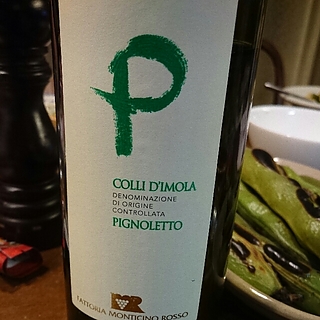 P
COLLI D'IMOLA
DENOMINAZIONE
DI ORIGINE
CONTROLLATA
PIGNOLETTO
FATTORIA MONTICINO ROSSO